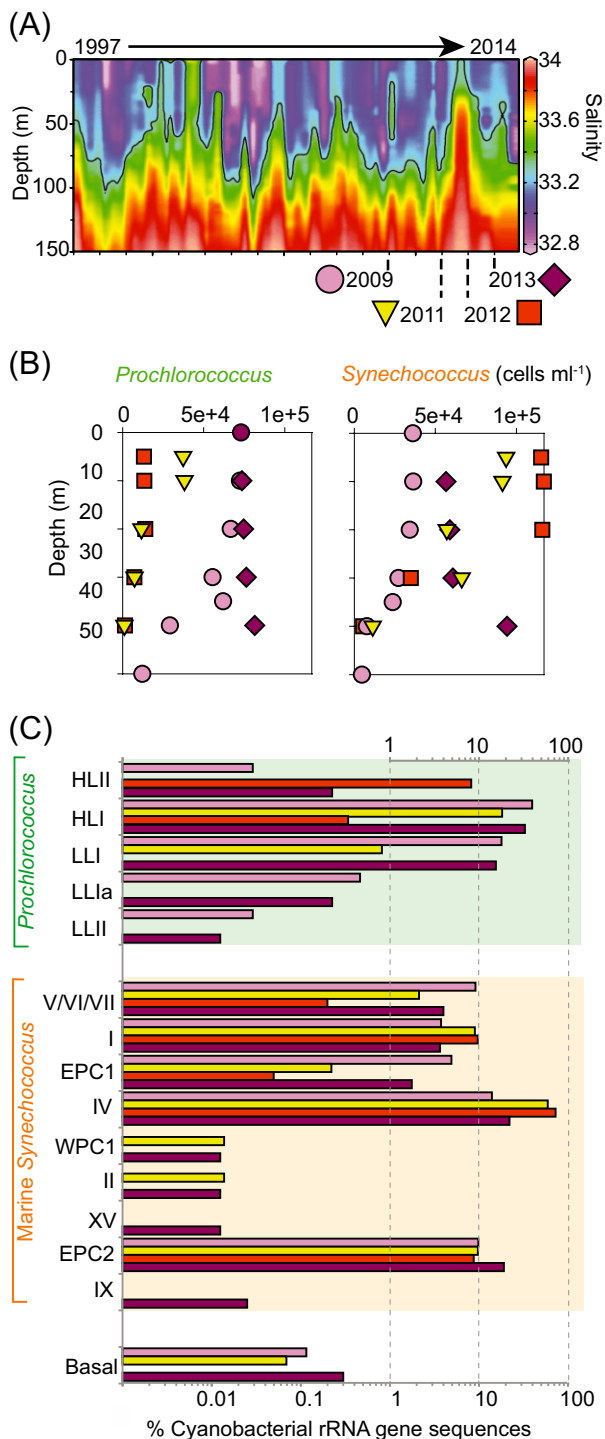 (A)
1997 2014
0
50
100
150
Depth (m)
34
33.6
33.2
32.8
Salinity
2009 2013
2011 2012
(B)
Prochlorococcus Synechococcus (cells ml-1)
0 5e+4 1e+5 0 5e+4 1e+5
0
10
20
30
40
50
Depth (m)
(C)
1 10 100
Prochlorococcus
HLII
HLI
LLI
LLIa
LLII
Marine Synechococcus
V/VI/VII
I
EPC1
IV
WPC1
II
XV
EPC2
IX
Basal
0.01 0.1 1 10 100
% Cyanobacterial rRNA gene sequences